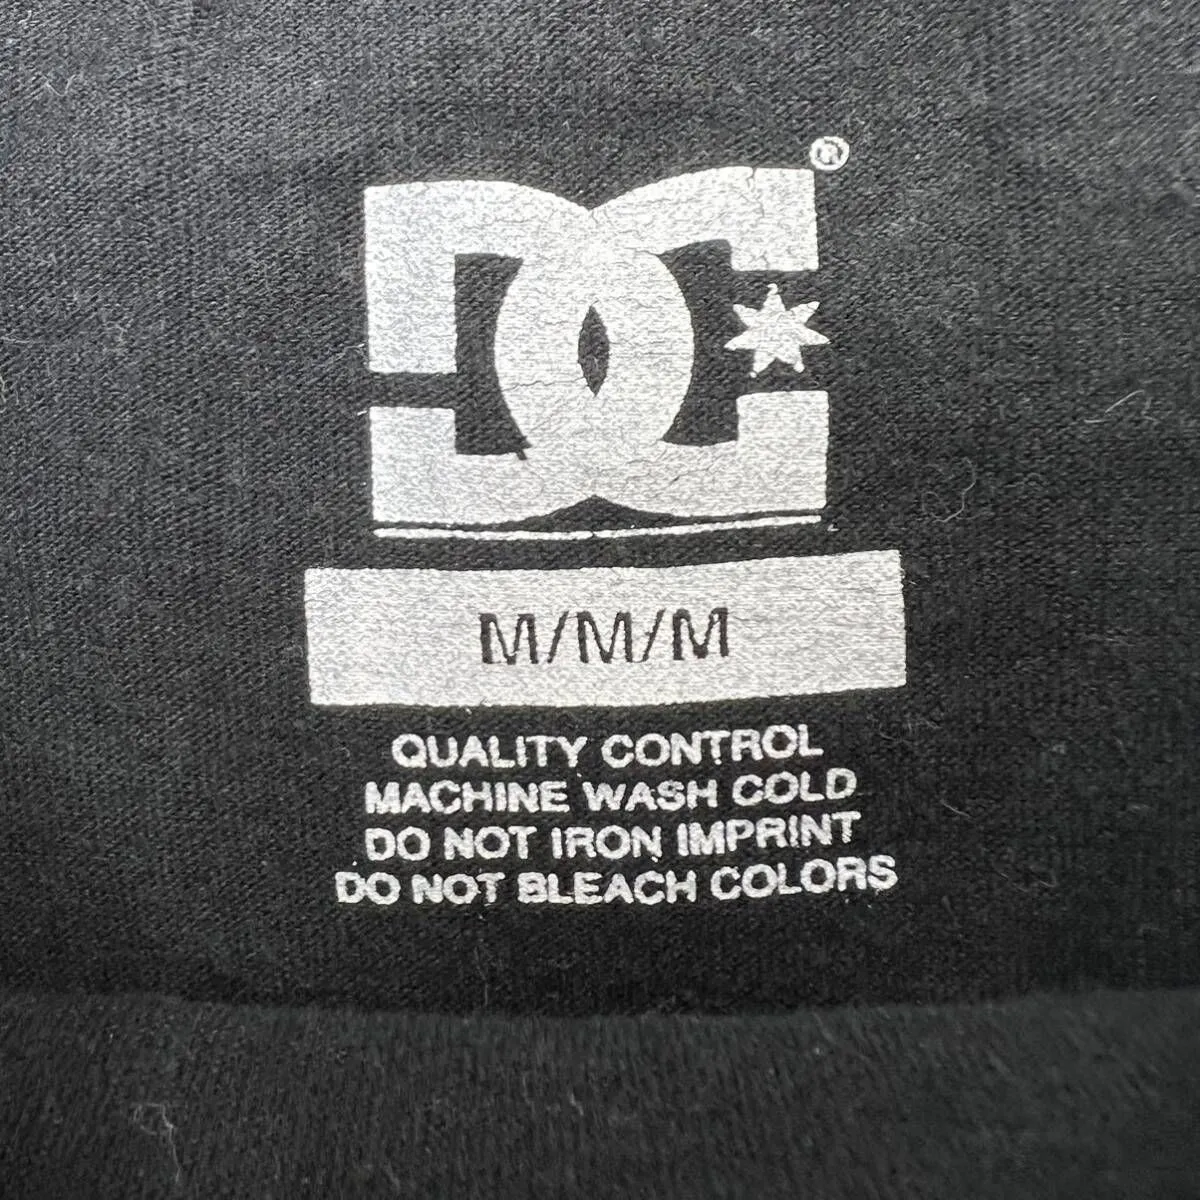 DC®
M/M/M
QUALITY CONTROL
MACHINE WASH COLD
DO NOT IRON IMPRINT
DO NOT BLEACH COLORS